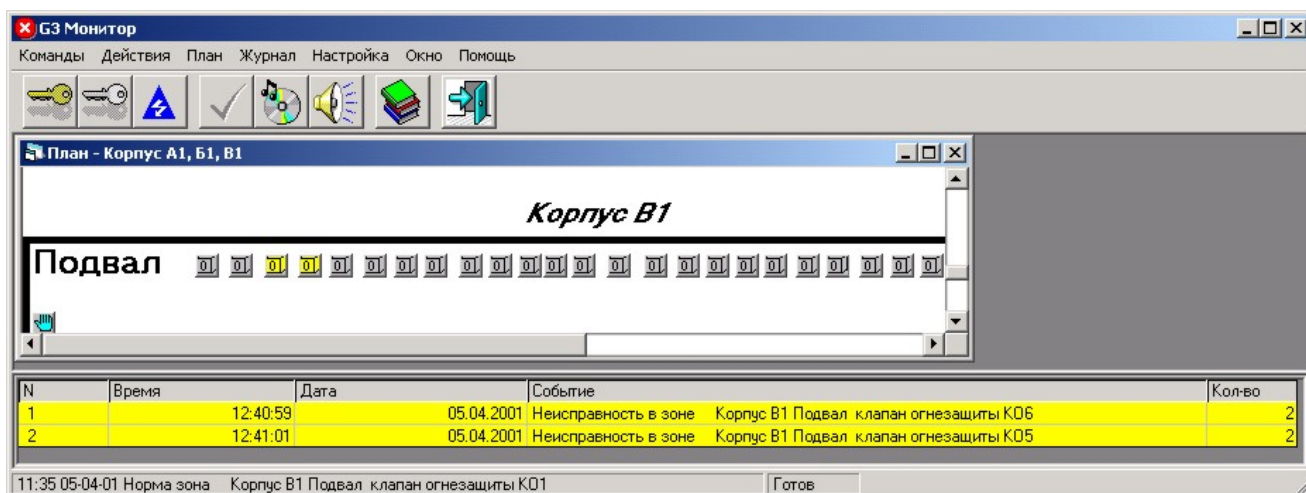 G3 Монитор
Команды Действия План Журнал Настройка Окно Помощь
План - Корпус А1, Б1, В1
Корпус В1
Подвал
N Время Дата Событие Кол-во
1 12:40:59 05.04.2001 Неисправность в зоне Корпус В1 Подвал клапан огнезащиты КО6 2
2 12:41:01 05.04.2001 Неисправность в зоне Корпус В1 Подвал клапан огнезащиты КО5 2
11:35 05-04-01 Норма зона Корпус В1 Подвал клапан огнезащиты КО1 Готов